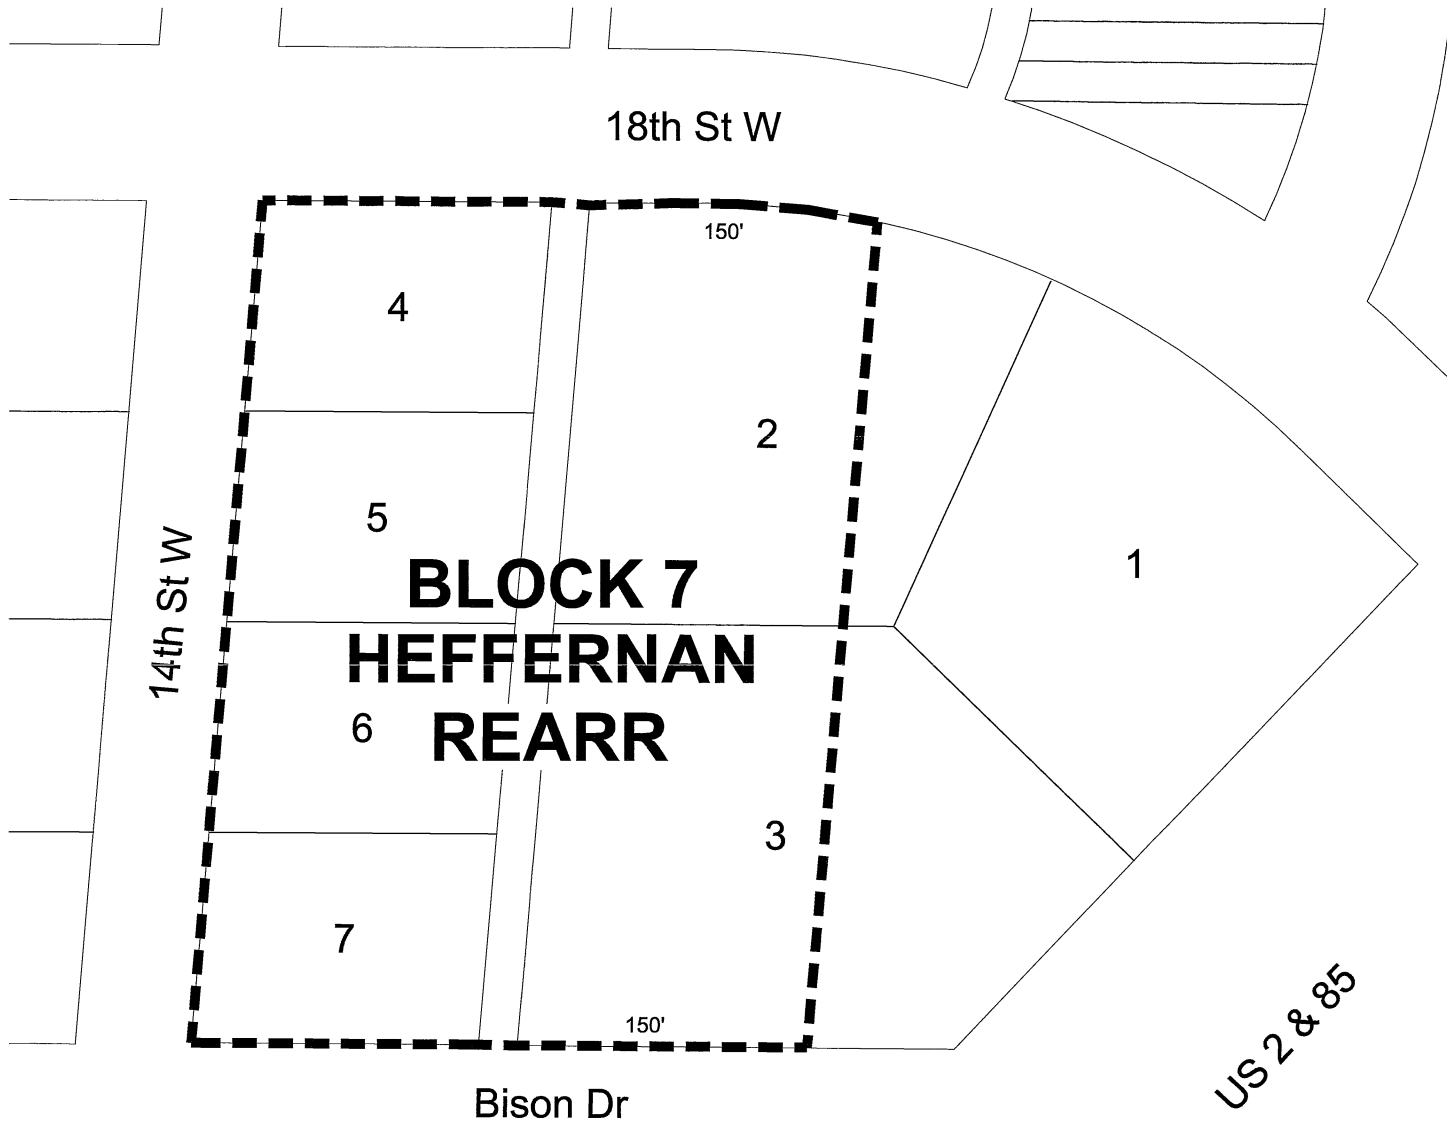 18th St W
150'
4
2
5
1
14th St W
BLOCK 7
HEFFERNAN
REARR
6
3
7
150'
US 2 & 85
Bison Dr